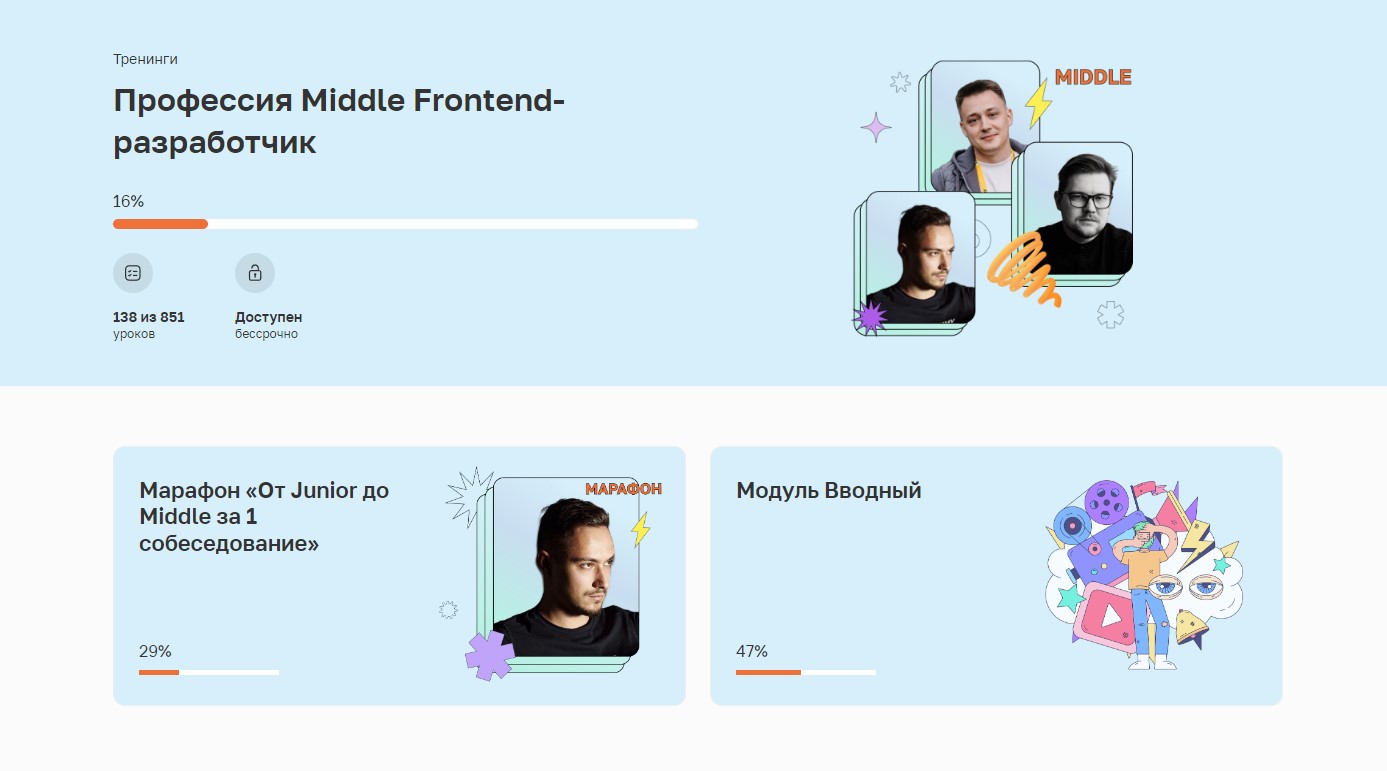 Тренинги
Профессия Middle Frontend-
разработчик
MIDDLE
16%
138 из 851
уроков
Доступен
бессрочно
Марафон «От Junior до
Middle за 1
собеседование»
МАРАФОН
29%
Модуль Вводный
47%